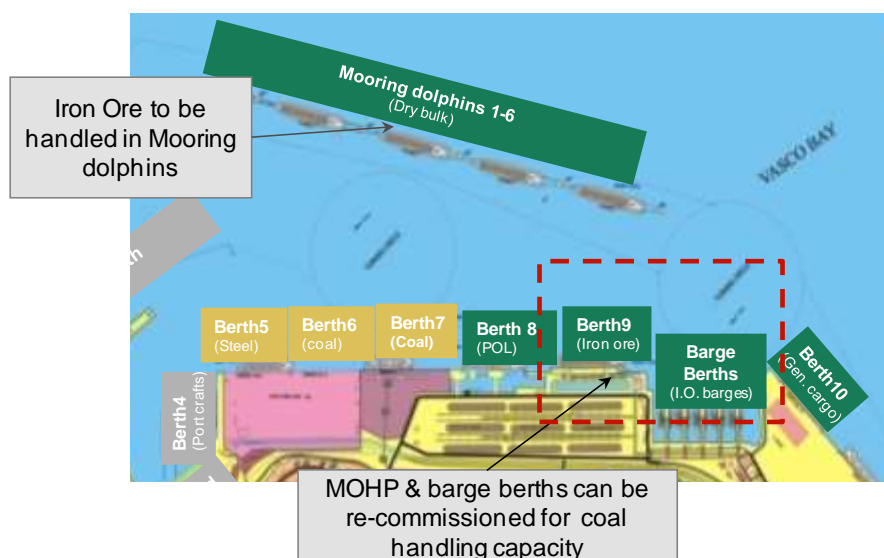 Mooring dolphins 1-6
(Dry bulk)
Iron Ore to be
handled in Mooring
dolphins
VASCO BAY
Berth5
(Steel)
Berth6
(coal)
Berth7
(Coal)
Berth 8
(POL)
Berth9
(Iron ore)
Barge
Berths
(I.O. barges)
Berth10
(Gen. cargo)
Berth4
(Port crafts)
MOHP & barge berths can be
re-commissioned for coal
handling capacity